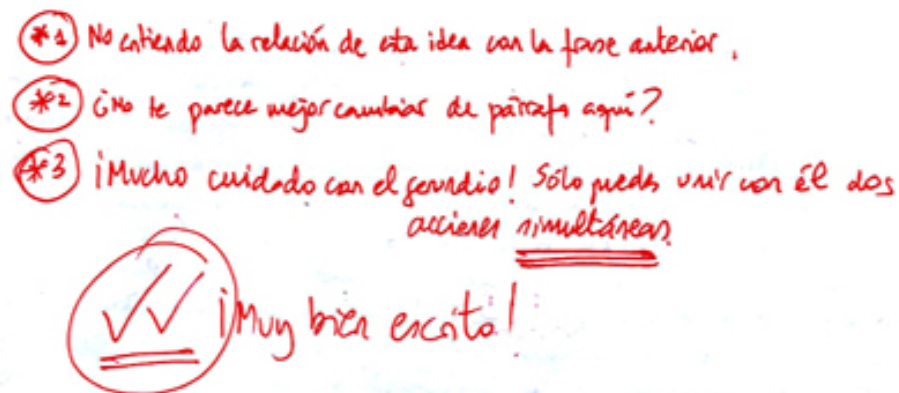 *1 No entiendo la relación de esta idea con la frase anterior.
*2 ¿No te parece mejor cambiar de párrafo aquí?
*3 ¡Mucho cuidado con el gerundio! Sólo puedes unir con él dos
acciones simultáneas.
¡Muy bien escrito!